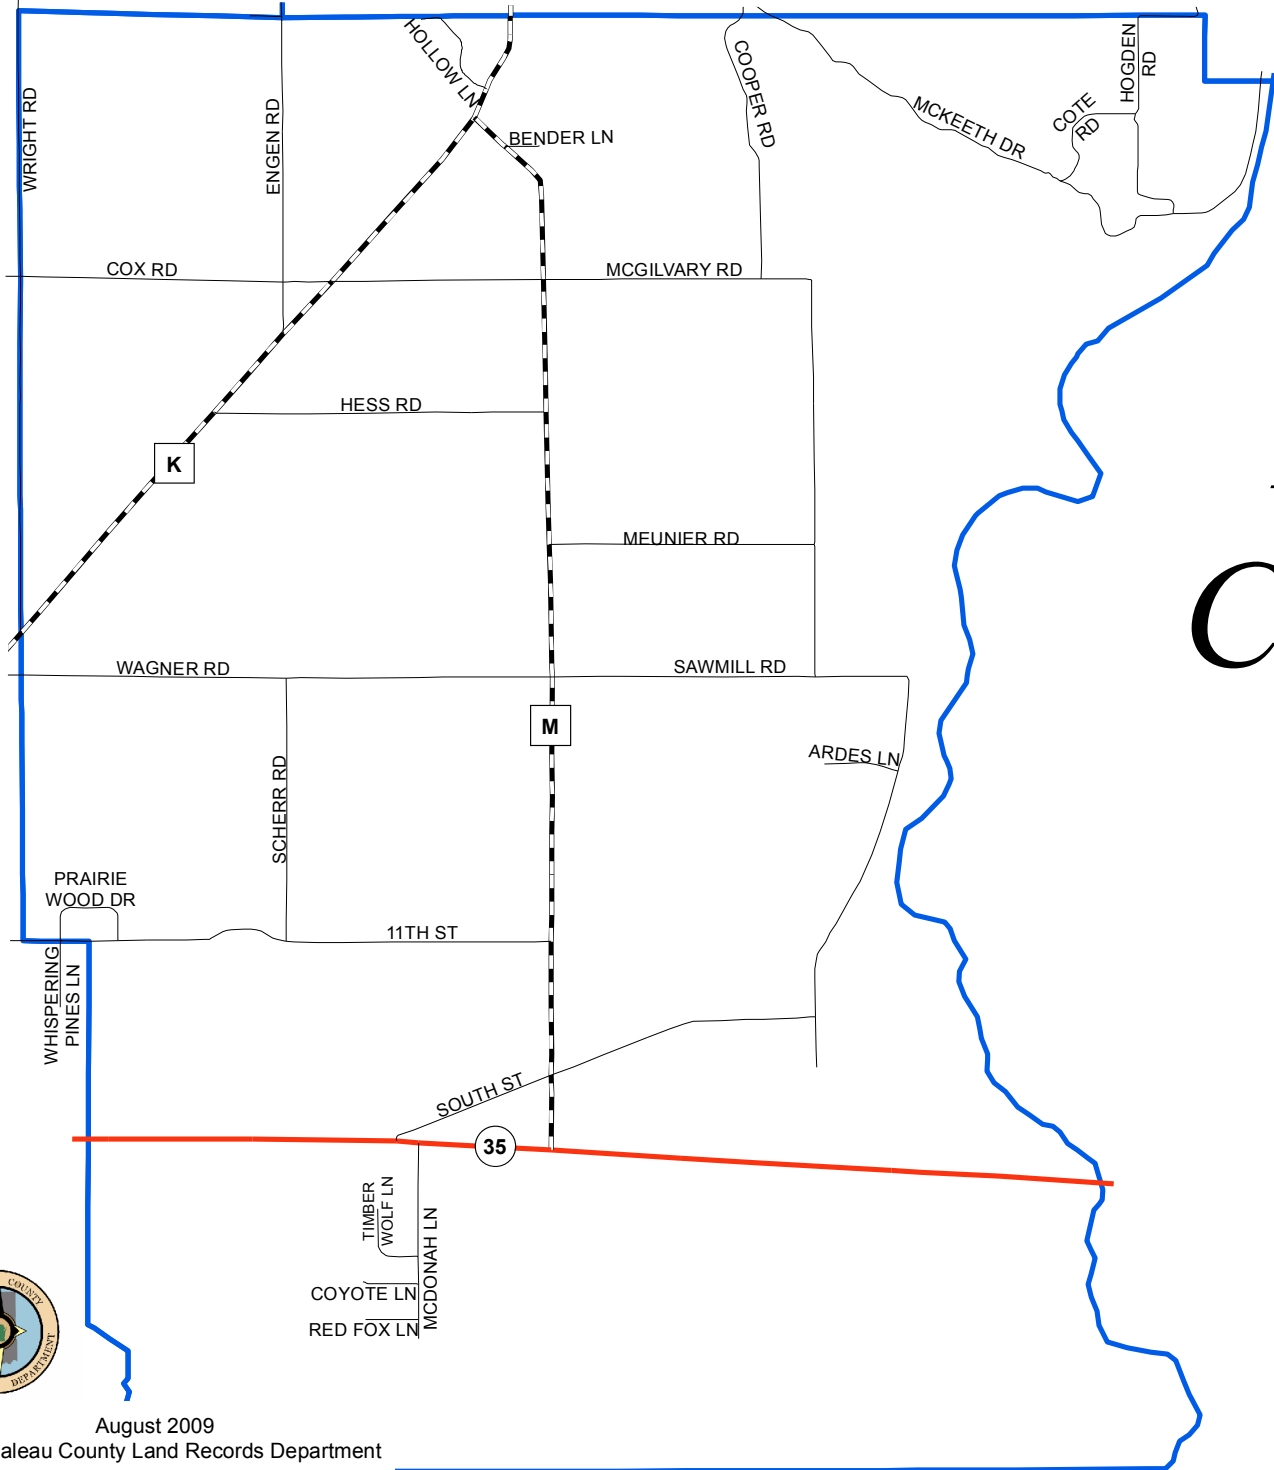 HOLLOW LN
COOPER RD
HOGDEN
RD
WRIGHT RD
ENGEN RD
BENDER LN
MCKEETH DR
COTE
RD
COX RD
MCGILVARY RD
HESS RD
K
MEUNIER RD
C
WAGNER RD
SAWMILL RD
M
ARDES LN
SCHERR RD
PRAIRIE
WOOD DR
11TH ST
WHISPERING
PINES LN
SOUTH ST
35
TIMBER
WOLF LN
MCDONAH LN
COYOTE LN
RED FOX LN
COUNTY
DEPARTMENT
August 2009
aleau County Land Records Department